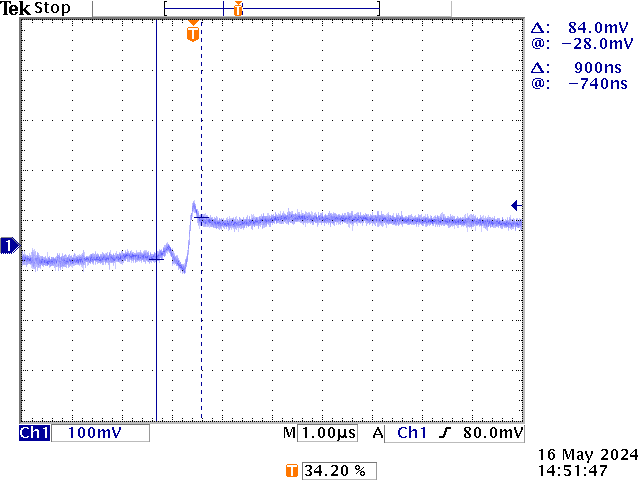 Tek Stop
T
T
Δ: 84.0mV
@: −28.0mV
Δ: 900ns
@: −740ns
1
Ch1 100mV M 1.00µs A Ch1 80.0mV
T 34.20 %
16 May 2024
14:51:47